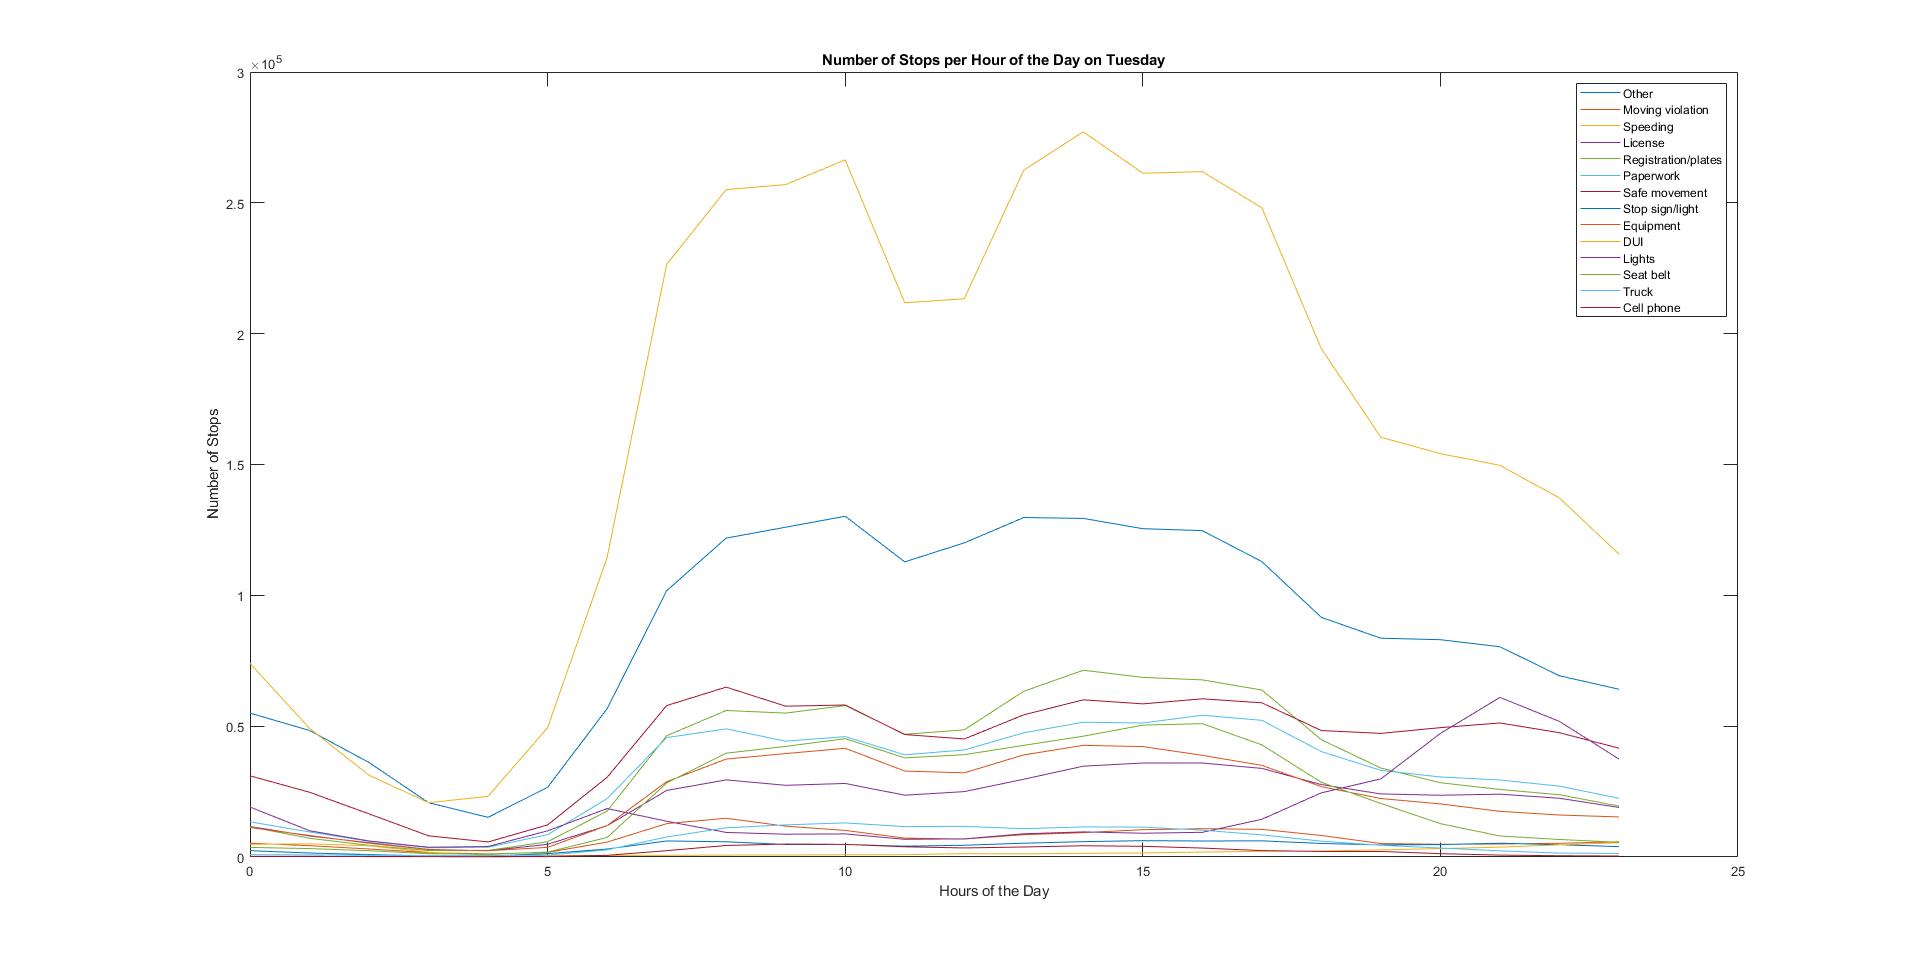 Number of Stops per Hour of the Day on Tuesday
×10^5
3
2.5
2
1.5
1
0.5
0
Number of Stops
0 5 10 15 20 25
Hours of the Day
Other
Moving violation
Speeding
License
Registration/plates
Paperwork
Safe movement
Stop sign/light
Equipment
DUI
Lights
Seat belt
Truck
Cell phone